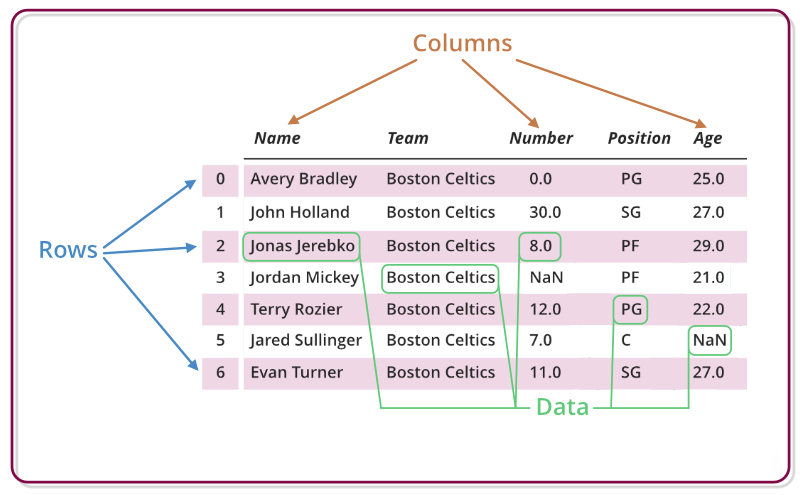 Columns
Name Team Number Position Age
0 Avery Bradley Boston Celtics 0.0 PG 25.0
1 John Holland Boston Celtics 30.0 SG 27.0
Rows
2 Jonas Jerebko Boston Celtics 8.0 PF 29.0
3 Jordan Mickey Boston Celtics NaN PF 21.0
4 Terry Rozier Boston Celtics 12.0 PG 22.0
5 Jared Sullinger Boston Celtics 7.0 C NaN
6 Evan Turner Boston Celtics 11.0 SG 27.0
Data